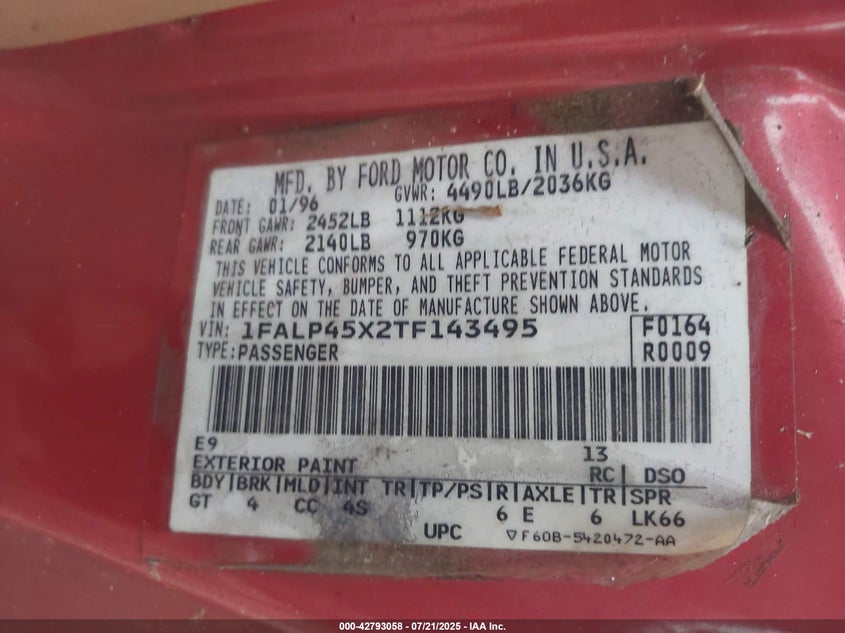 MFD. BY FORD MOTOR CO. IN U.S.A.
DATE: 01/96 GVWR: 4490LB/2036KG
FRONT GAWR: 2452LB 1112KG
REAR GAWR: 2140LB 970KG
THIS VEHICLE CONFORMS TO ALL APPLICABLE FEDERAL MOTOR
VEHICLE SAFETY, BUMPER, AND THEFT PREVENTION STANDARDS
IN EFFECT ON THE DATE OF MANUFACTURE SHOWN ABOVE.
VIN: 1FALP45X2TF143495 F0164
TYPE: PASSENGER R0009
E9 13
EXTERIOR PAINT RC| DSO
BDY|BRK|MLD|INT TR|TP/PS|R|AXLE|TR|SPR
GT 4 CC 4S 6 E 6 LK66
UPC ▽F60B-5420472-AA
000-42793058 - 07/21/2025 - IAA Inc.